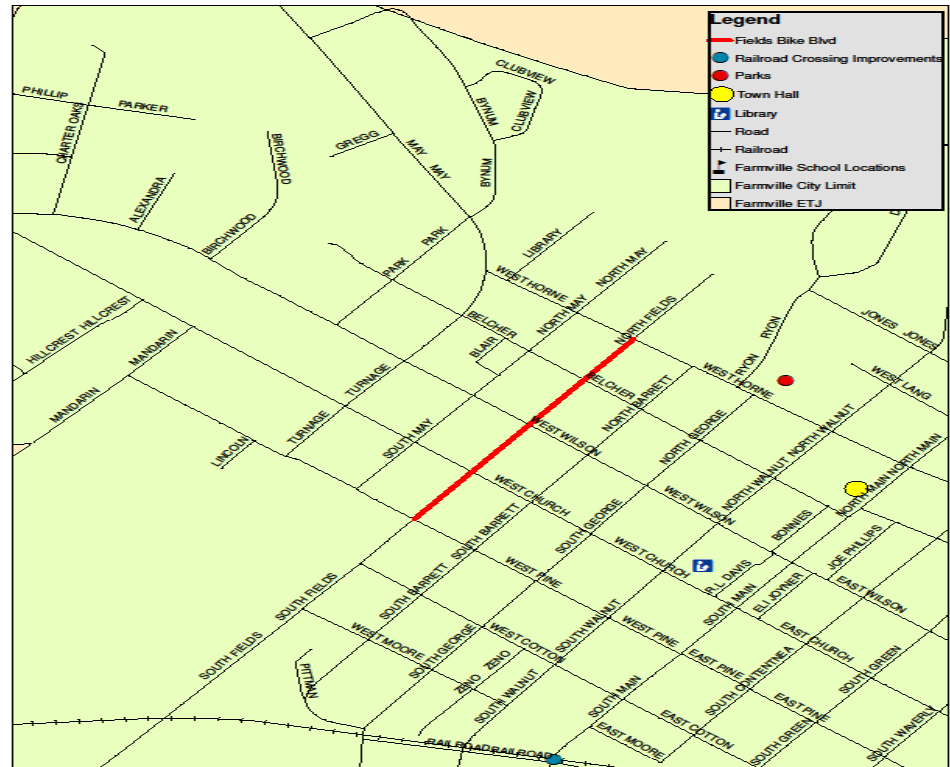 Legend
Fields Bike Blvd
Railroad Crossing Improvements
Parks
Town Hall
Library
Road
Railroad
Farmville School Locations
Farmville City Limit
Farmville ETJ
PHILLIP
PARKER
CHARTER OAKS
ALEXANDRA
BIRCHWOOD
BIRCHWOOD
GREGG
MAY MAY
CLUBVIEW
BYNUM
CLUBVIEW
BYNUM
PARK PARK
LIBRARY
NORTH MAY
WEST HORNE
NORTH MAY
NORTH FIELDS
BELCHER
BLAIR
HILLCREST HILLCREST
MANDARIN
MANDARIN
TURNAGE
TURNAGE
LINCOLN
SOUTH MAY
BELCHER
NORTH BARRETT
WEST HORNE
RYON
RYON
JONES JONES
WEST LANG
WEST WILSON
NORTH GEORGE
NORTH WALNUT NORTH WALNUT
NORTH MAIN NORTH MAIN
WEST CHURCH
WEST WILSON
SOUTH BARRETT
SOUTH GEORGE
BONNIES
JOE PHILLIPS
WEST CHURCH
R.L. DAVIS
SOUTH MAIN
ELI JOYNER
EAST WILSON
WEST PINE
SOUTH BARRETT
SOUTH FIELDS
SOUTH FIELDS
WEST MOORE
SOUTH GEORGE
WEST COTTON
SOUTH WALNUT
WEST PINE
EAST CHURCH
SOUTH GREEN
PITTMAN
ZENO ZENO
SOUTH WALNUT
EAST PINE
SOUTH CONTENTNEA
SOUTH MAIN
EAST PINE
EAST COTTON
EAST MOORE
SOUTH GREEN
SOUTH WAVERLY
RAILROAD RAILROAD